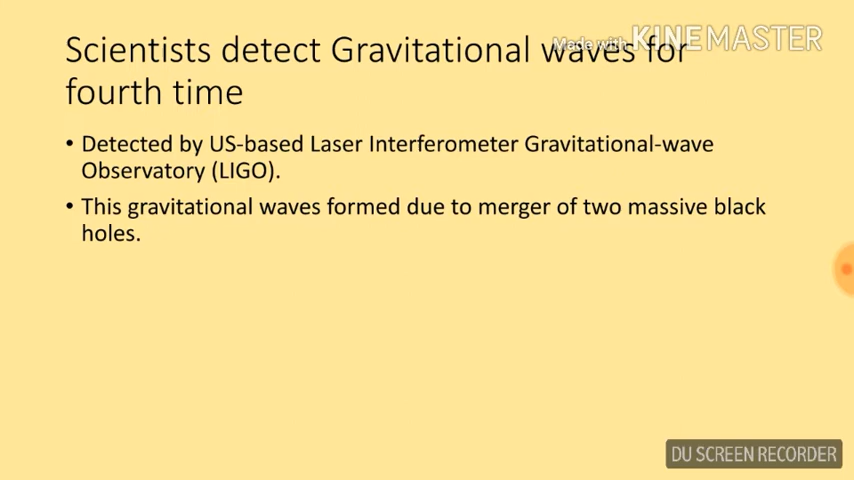 Scientists detect Gravitational waves for
fourth time
Made with KINEMASTER
• Detected by US-based Laser Interferometer Gravitational-wave
Observatory (LIGO).
• This gravitational waves formed due to merger of two massive black
holes.
DU SCREEN RECORDER